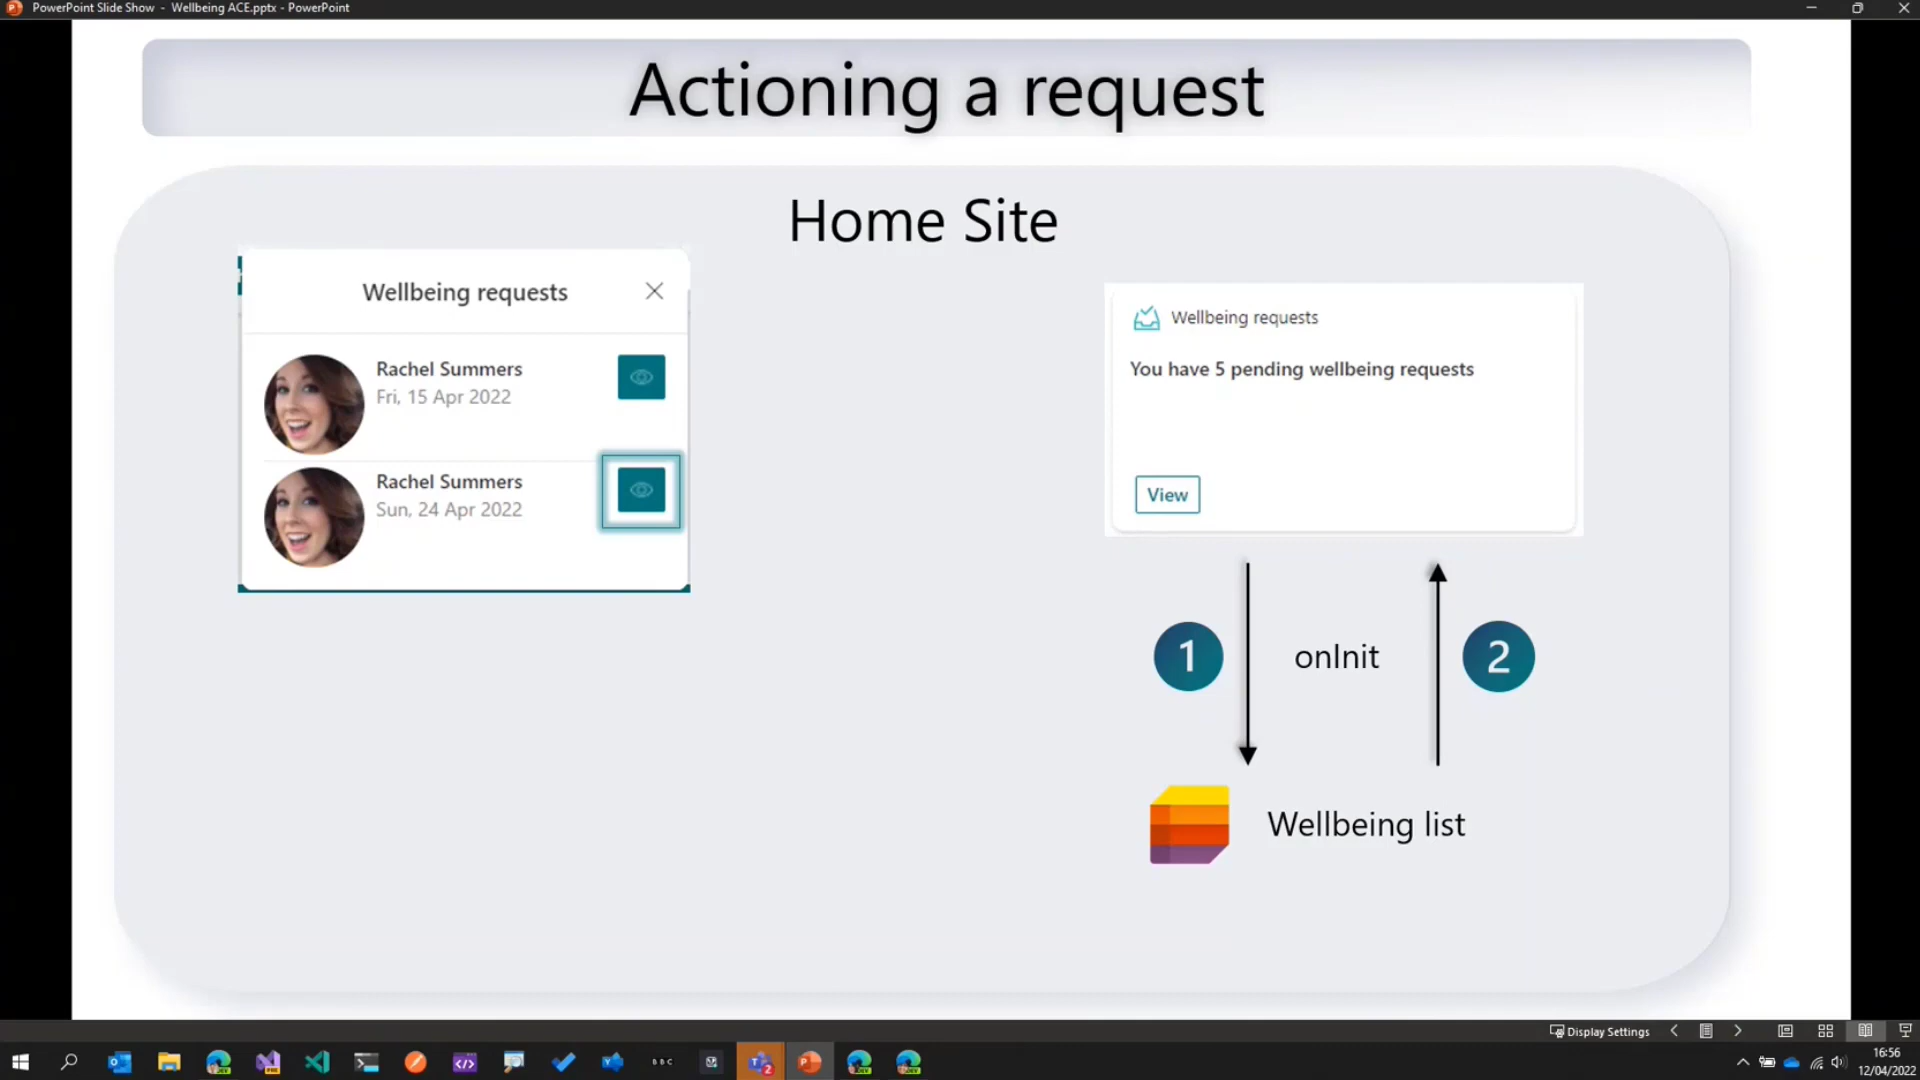 PowerPoint Slide Show - Wellbeing ACE.pptx - PowerPoint
Actioning a request
Home Site
Wellbeing requests
Rachel Summers
Fri, 15 Apr 2022
Rachel Summers
Sun, 24 Apr 2022
Wellbeing requests
You have 5 pending wellbeing requests
View
1
onInit
2
Wellbeing list
Display Settings
BBC
2
16:56
12/04/2022